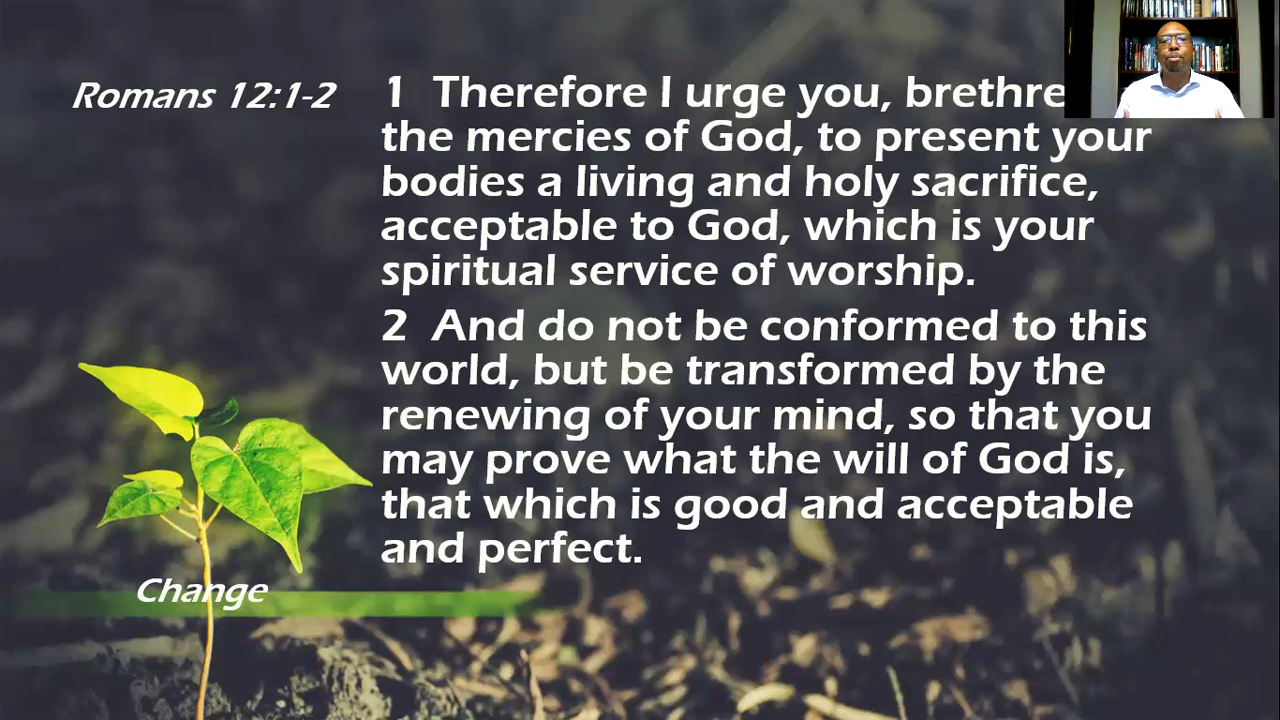 Romans 12:1-2
1 Therefore I urge you, brethre
the mercies of God, to present your
bodies a living and holy sacrifice,
acceptable to God, which is your
spiritual service of worship.
2 And do not be conformed to this
world, but be transformed by the
renewing of your mind, so that you
may prove what the will of God is,
that which is good and acceptable
and perfect.
Change